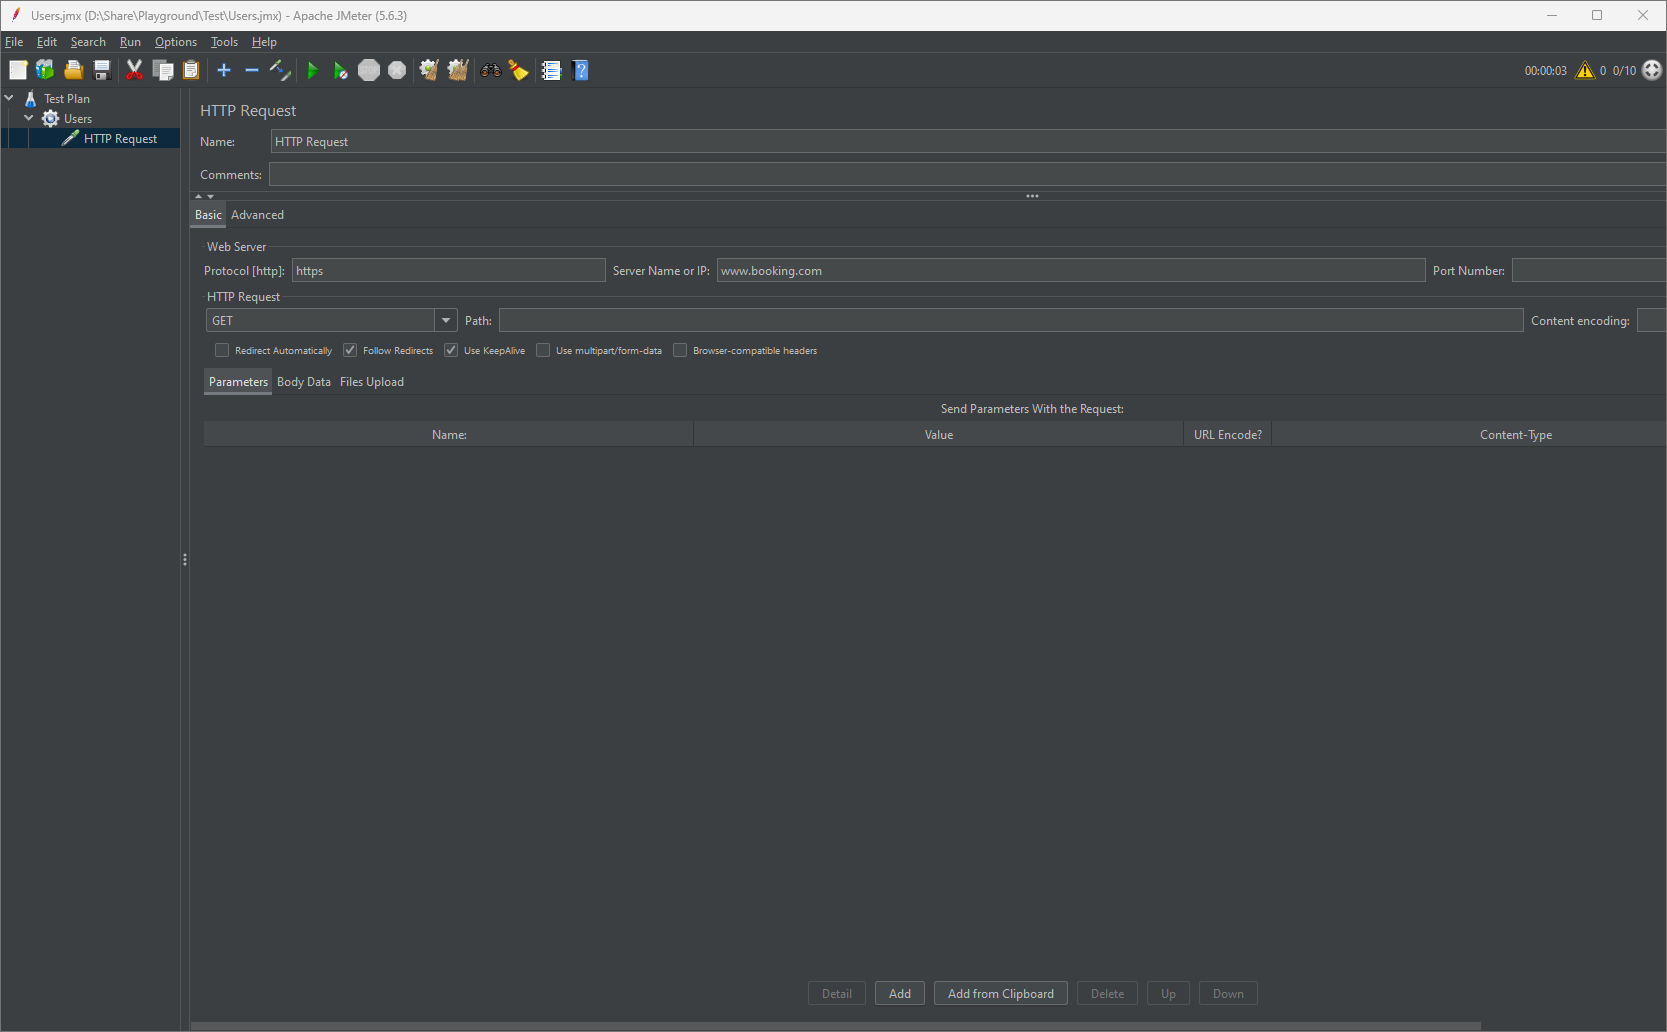 Users.jmx (D:\Share\Playground\Test\Users.jmx) - Apache JMeter (5.6.3)
File Edit Search Run Options Tools Help
00:00:03 0 0/10
Test Plan
Users
HTTP Request
HTTP Request
Name: HTTP Request
Comments:
Basic Advanced
Web Server
Protocol [http]: https Server Name or IP: www.booking.com Port Number:
HTTP Request
GET Path: Content encoding:
Redirect Automatically Follow Redirects Use KeepAlive Use multipart/form-data Browser-compatible headers
Parameters Body Data Files Upload
Send Parameters With the Request:
Name: Value URL Encode? Content-Type
Detail Add Add from Clipboard Delete Up Down